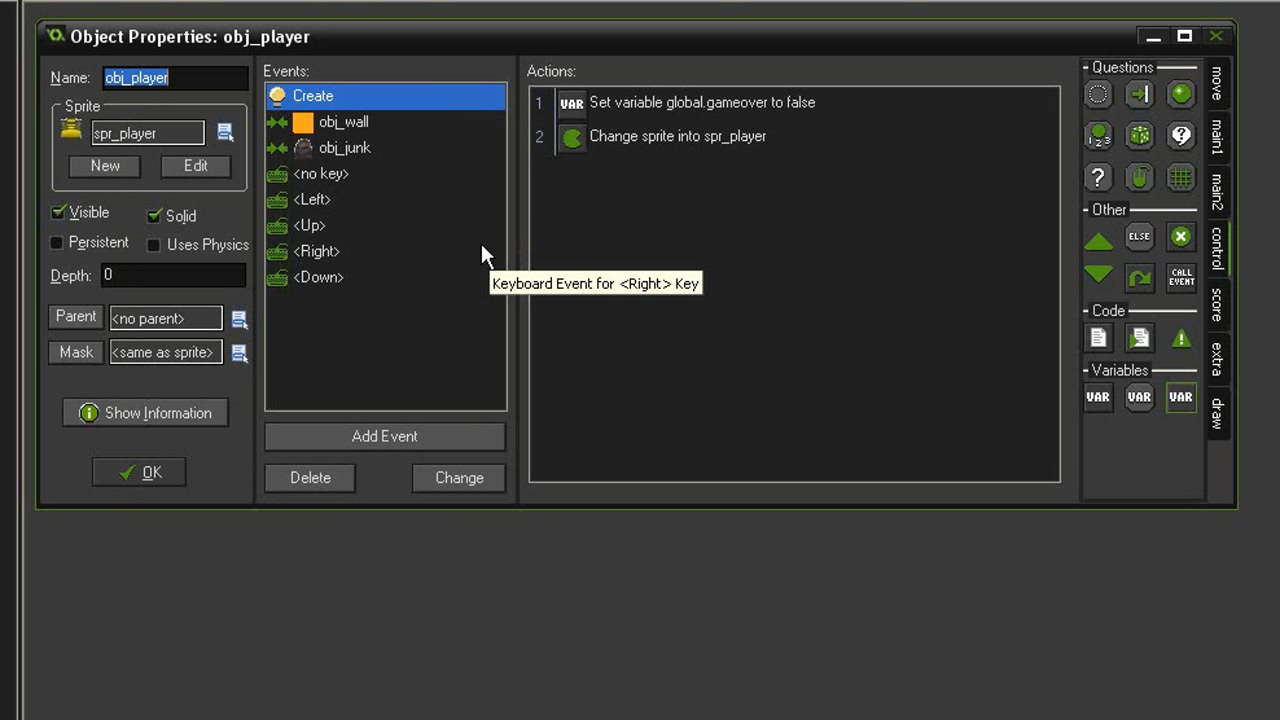 Object Properties: obj_player
Name: obj_player
Sprite
spr_player
New Edit
Visible Solid
Persistent Uses Physics
Depth: 0
Parent <no parent>
Mask <same as sprite>
Show Information
OK
Events:
Create
obj_wall
obj_junk
<no key>
<Left>
<Up>
<Right>
<Down>
Keyboard Event for <Right> Key
Add Event
Delete Change
Actions:
1 VAR Set variable global.gameover to false
2 Change sprite into spr_player
Questions
1 2 3
?
?
Other
ELSE
CALL EVENT
Code
Variables
VAR VAR VAR
move
main1
main2
control
score
extra
draw